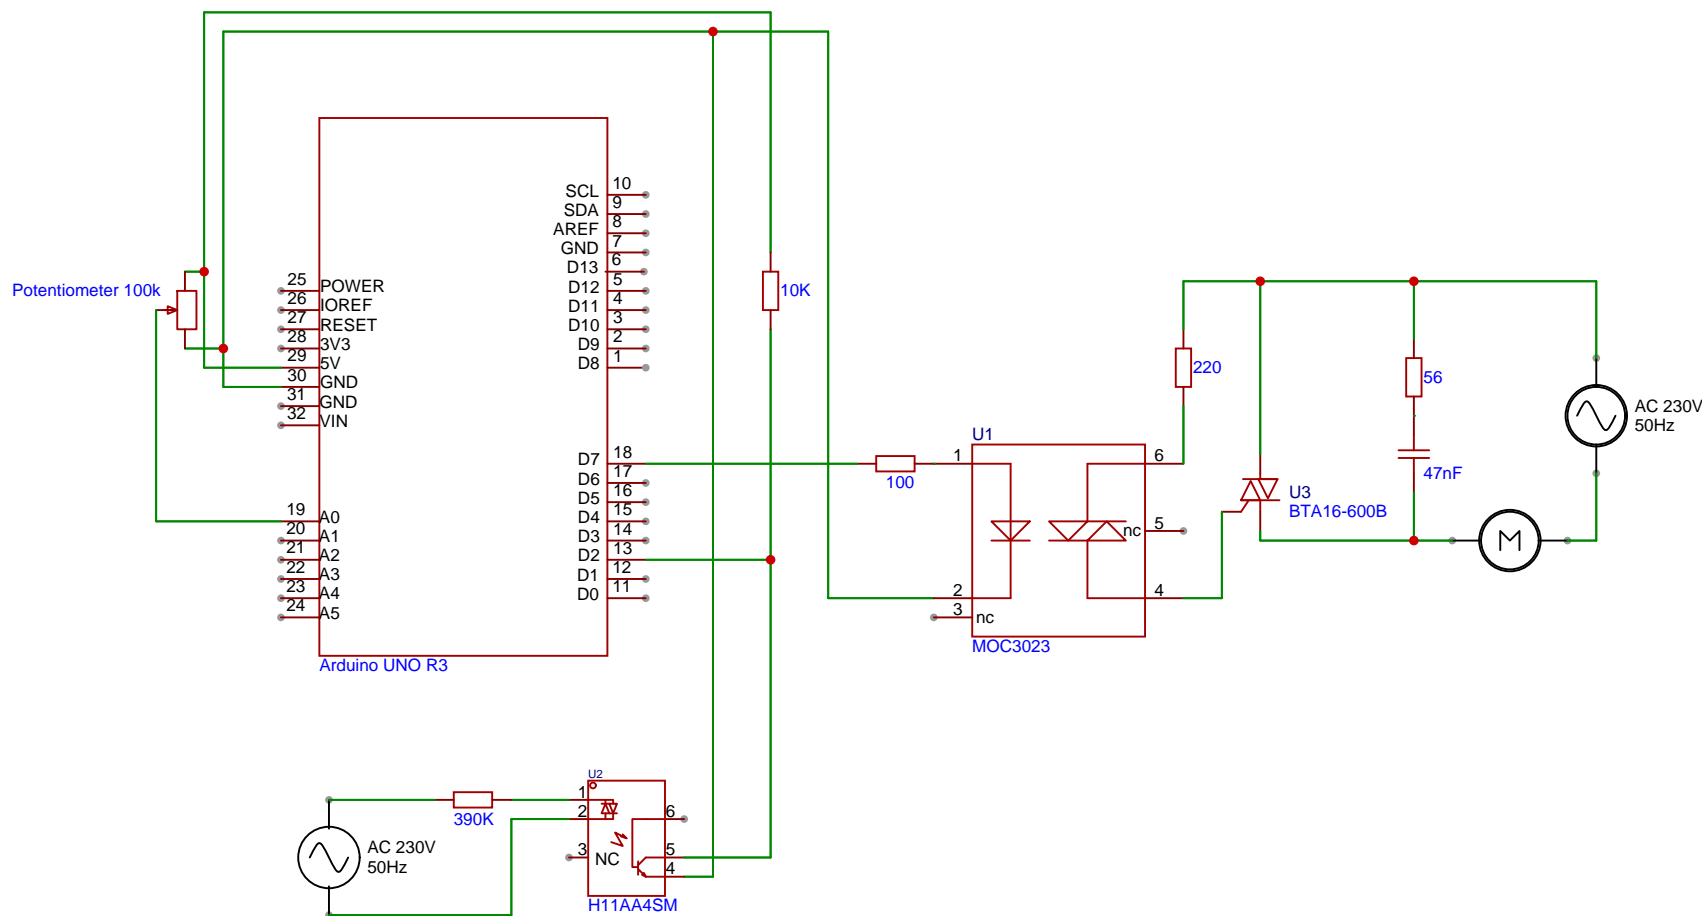 Potentiometer 100k
25 POWER
26 IOREF
27 RESET
28 3V3
29 5V
30 GND
31 GND
32 VIN
19 A0
20 A1
21 A2
22 A3
23 A4
24 A5
SCL 10
SDA 9
AREF 8
GND 7
D13 6
D12 5
D11 4
D10 3
D9 2
D8 1
D7 18
D6 17
D5 16
D4 15
D3 14
D2 13
D1 12
D0 11
Arduino UNO R3
10K
100
U1
1
2
3 nc
6
nc 5
4
MOC3023
220
U3
BTA16-600B
56
47nF
M
AC 230V
50Hz
AC 230V
50Hz
390K
U2
1
2
3 NC
6
5
4
H11AA4SM